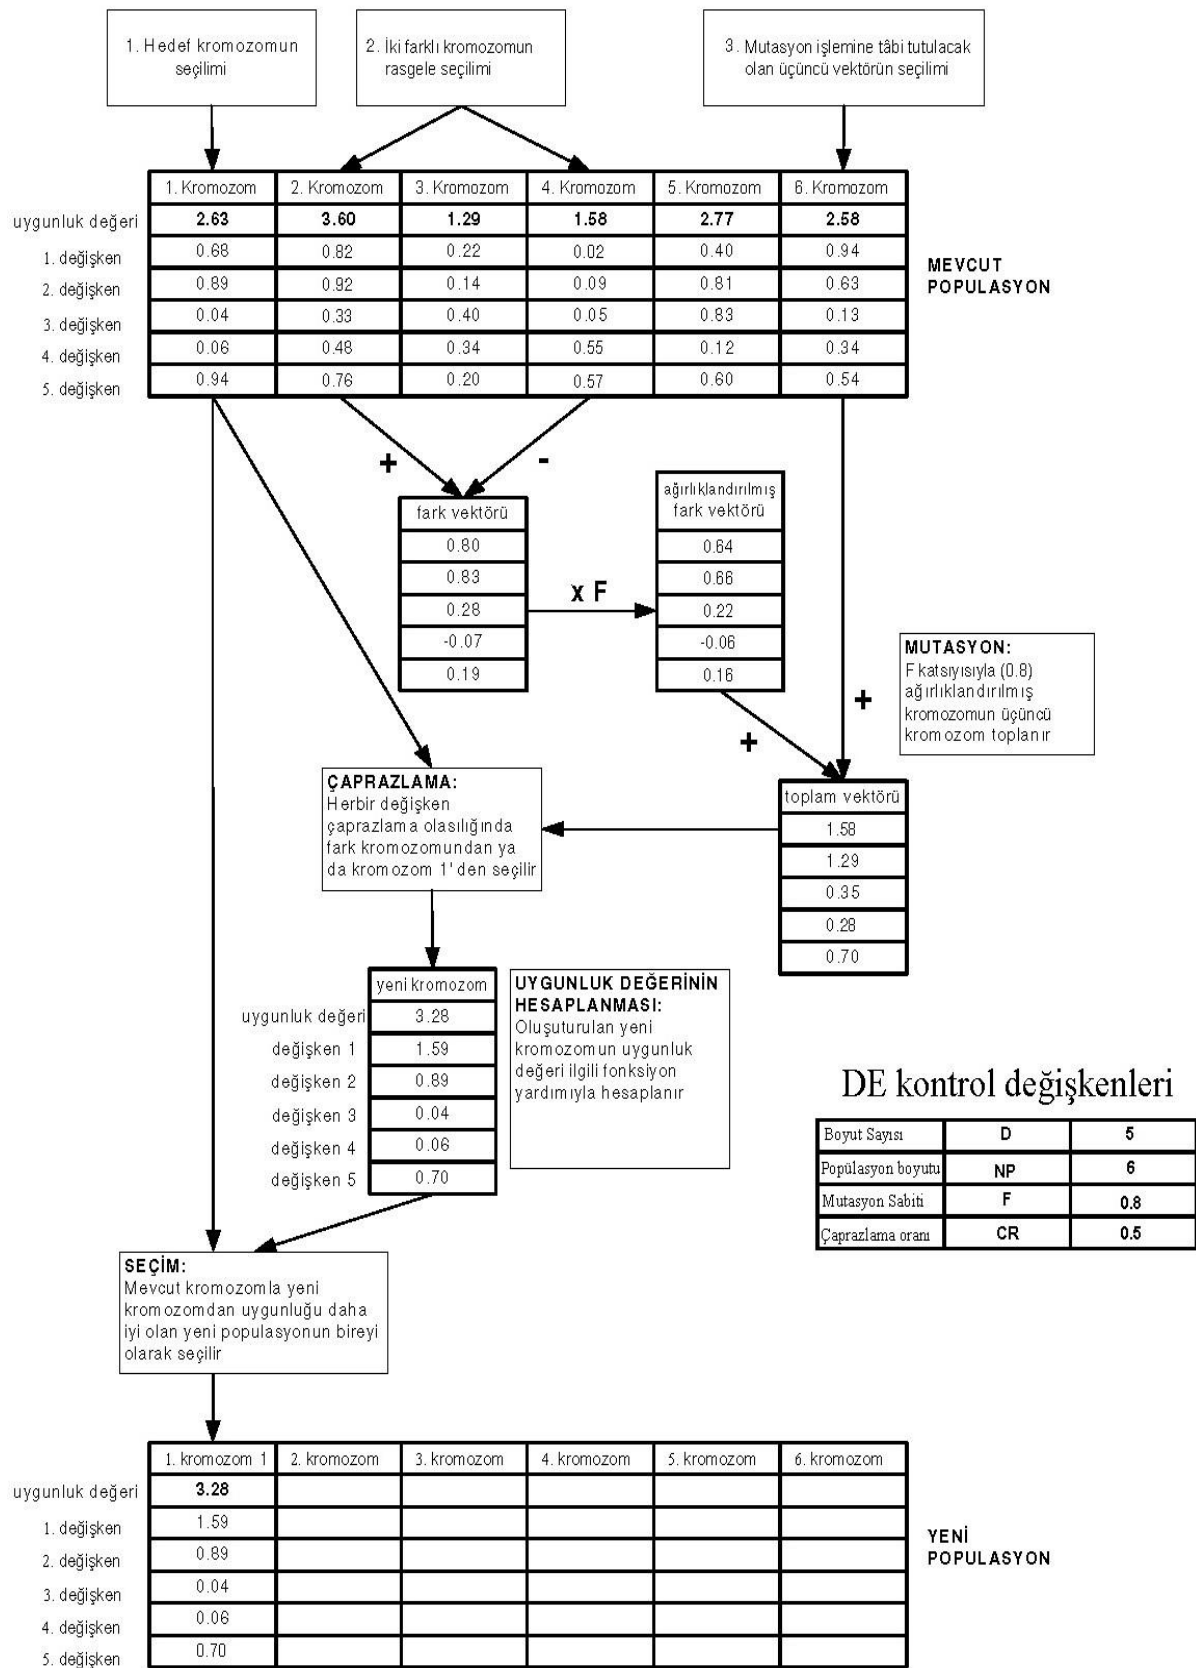 1. Hedef kromozomun
seçilimi
2. İki farklı kromozomun
rasgele seçilimi
3. Mutasyon işlemine tâbi tutulacak
olan üçüncü vektörün seçilimi
1. Kromozom 2. Kromozom 3. Kromozom 4. Kromozom 5. Kromozom 6. Kromozom
uygunluk değeri 2.63 3.60 1.29 1.58 2.77 2.58
1. değişken 0.68 0.82 0.22 0.02 0.40 0.94
2. değişken 0.89 0.92 0.14 0.09 0.81 0.63
3. değişken 0.04 0.33 0.40 0.05 0.83 0.13
4. değişken 0.06 0.48 0.34 0.55 0.12 0.34
5. değişken 0.94 0.76 0.20 0.57 0.60 0.54
MEVCUT
POPULASYON
+
-
fark vektörü
0.80
0.83
0.28
-0.07
0.19
x F
ağırlıklandırılmış
fark vektörü
0.64
0.66
0.22
-0.06
0.16
+
+
MUTASYON:
F katsıyısıyla (0.8)
ağırlıklandırılmış
kromozomun üçüncü
kromozom toplanır
toplam vektörü
1.58
1.29
0.35
0.28
0.70
ÇAPRAZLAMA:
Herbir değişken
çaprazlama olasılığında
fark kromozomundan ya
da kromozom 1' den seçilir
yeni kromozom
uygunluk değeri 3.28
değişken 1 1.59
değişken 2 0.89
değişken 3 0.04
değişken 4 0.06
değişken 5 0.70
UYGUNLUK DEĞERİNİN
HESAPLANMASI:
Oluşuturulan yeni
kromozomun uygunluk
değeri ilgili fonksiyon
yardımıyla hesaplanır
DE kontrol değişkenleri
Boyut Sayısı D 5
Popülasyon boyutu NP 6
Mutasyon Sabiti F 0.8
Çaprazlama oranı CR 0.5
SEÇİM:
Mevcut kromozomla yeni
kromozomdan uygunluğu daha
iyi olan yeni populasyonun bireyi
olarak seçilir
1. kromozom 1 2. kromozom 3. kromozom 4. kromozom 5. kromozom 6. kromozom
uygunluk değeri 3.28
1. değişken 1.59
2. değişken 0.89
3. değişken 0.04
4. değişken 0.06
5. değişken 0.70
YENİ
POPULASYON